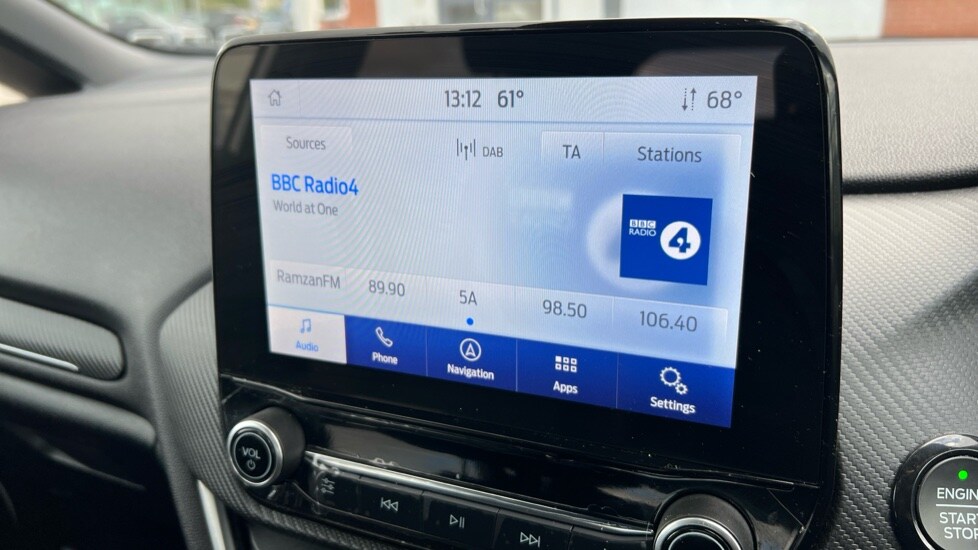 13:12 61° 68°
Sources DAB TA Stations
BBC Radio4
World at One
BBC
RADIO 4
RamzanFM 89.90 5A 98.50 106.40
Audio Phone Navigation Apps Settings
VOL
ENGIN
START
STOP